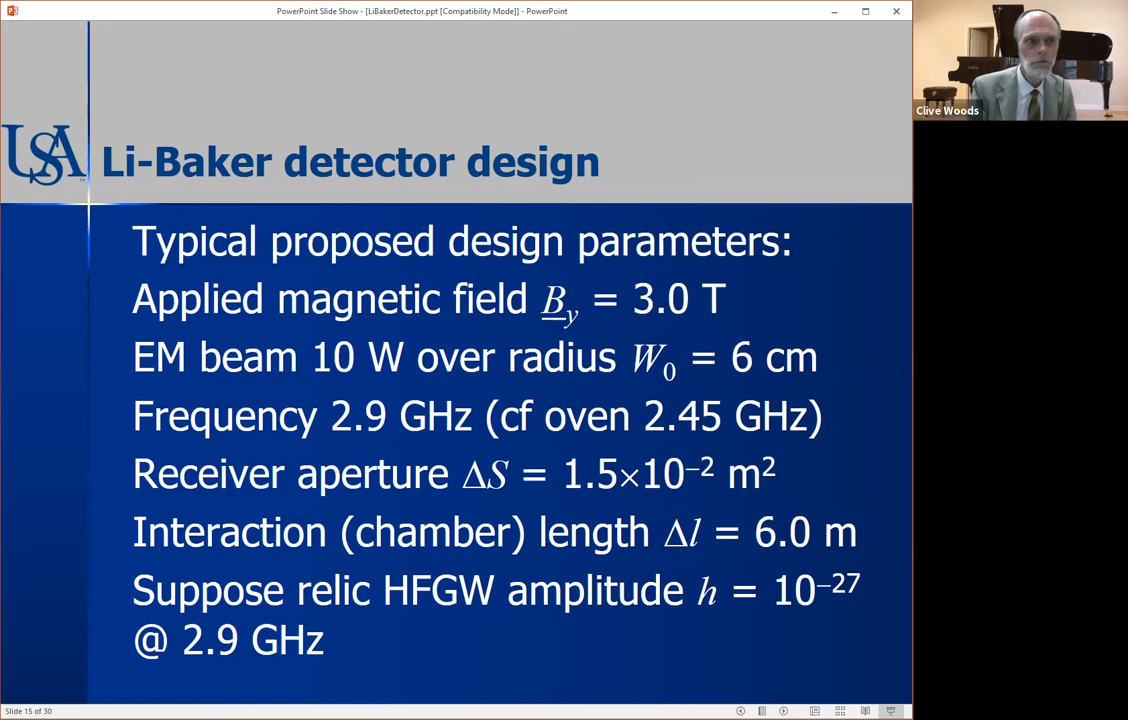 PowerPoint Slide Show - [LiBakerDetector.ppt [Compatibility Mode]] - PowerPoint
Clive Woods
USA
Li-Baker detector design
Typical proposed design parameters:
Applied magnetic field B_y = 3.0 T
EM beam 10 W over radius W₀ = 6 cm
Frequency 2.9 GHz (cf oven 2.45 GHz)
Receiver aperture ΔS = 1.5×10⁻² m²
Interaction (chamber) length Δl = 6.0 m
Suppose relic HFGW amplitude h = 10⁻²⁷
@ 2.9 GHz
Slide 15 of 30